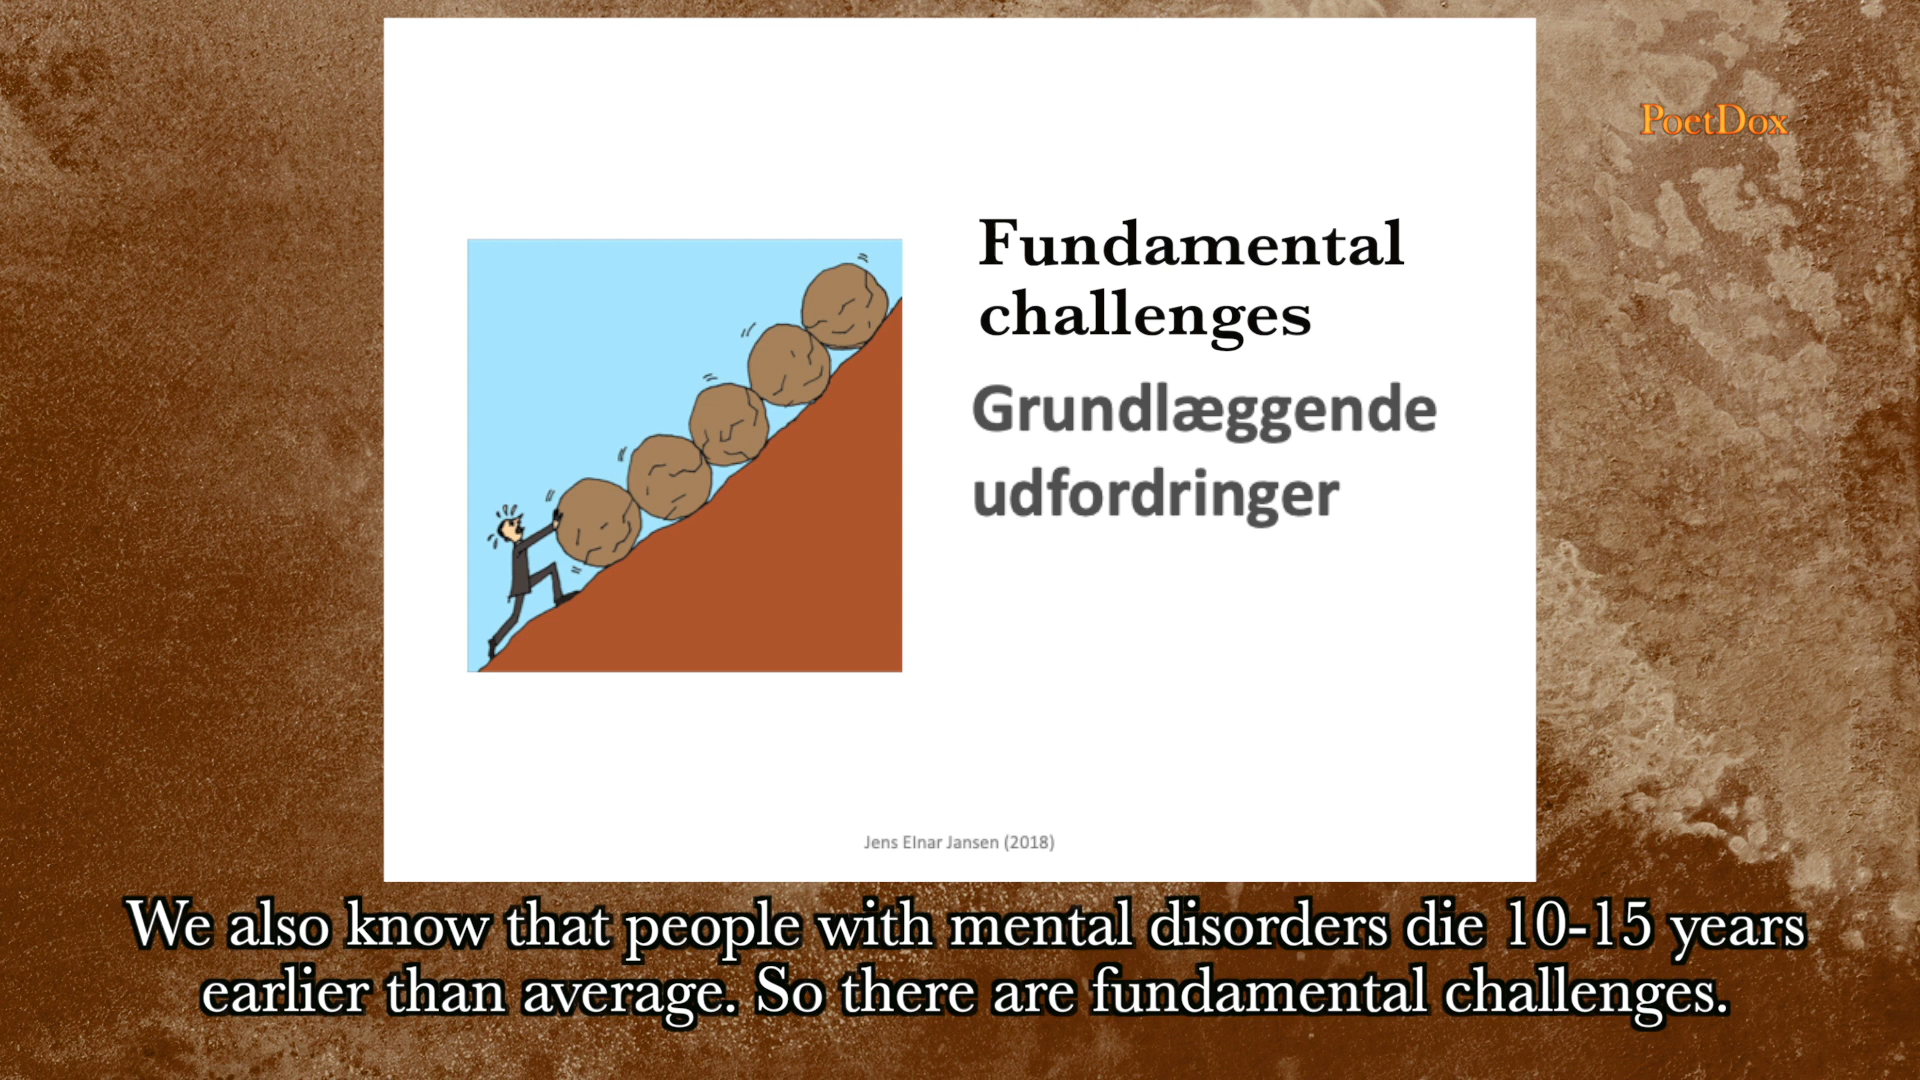 PoetDox
Fundamental
challenges
Grundlæggende
udfordringer
Jens EInar Jansen (2018)
We also know that people with mental disorders die 10-15 years
earlier than average. So there are fundamental challenges.